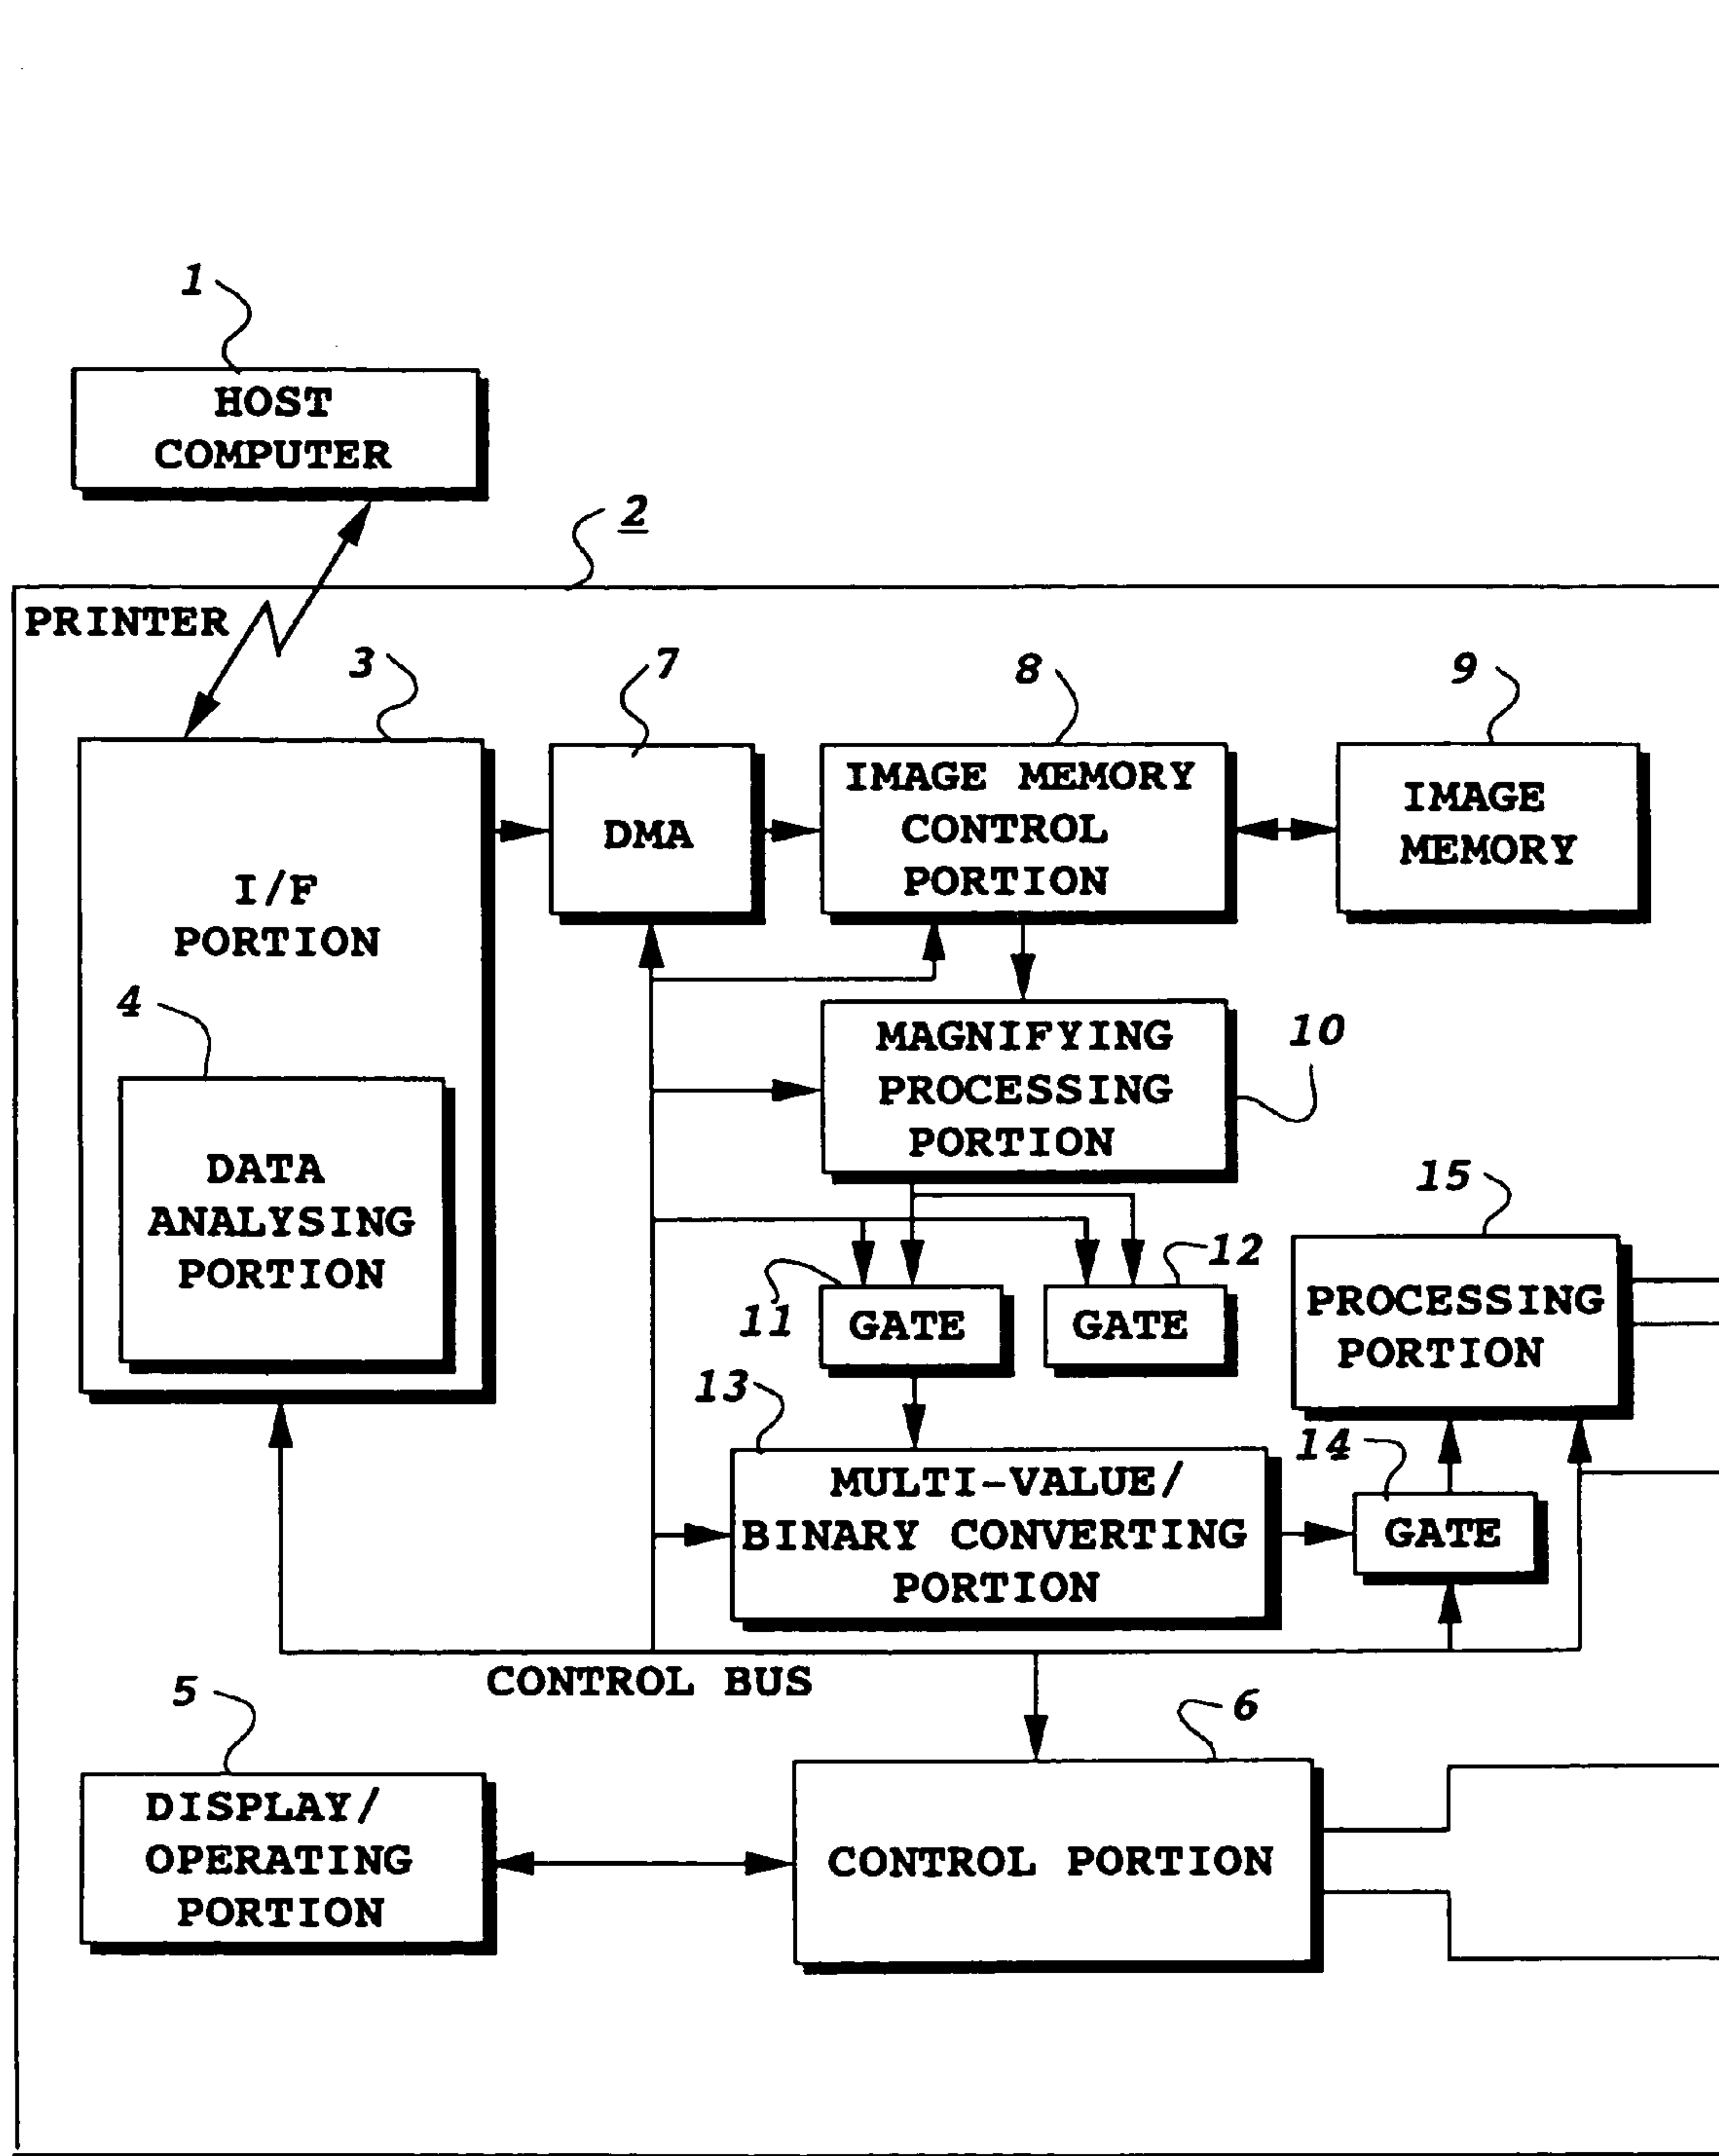 1
HOST
COMPUTER
2
PRINTER
3
7
8
9
I/F
PORTION
DMA
IMAGE MEMORY
CONTROL
PORTION
IMAGE
MEMORY
4
DATA
ANALYSING
PORTION
MAGNIFYING
PROCESSING
PORTION
10
11
GATE
12
GATE
15
PROCESSING
PORTION
13
MULTI-VALUE/
BINARY CONVERTING
PORTION
14
GATE
CONTROL BUS
5
DISPLAY/
OPERATING
PORTION
6
CONTROL PORTION